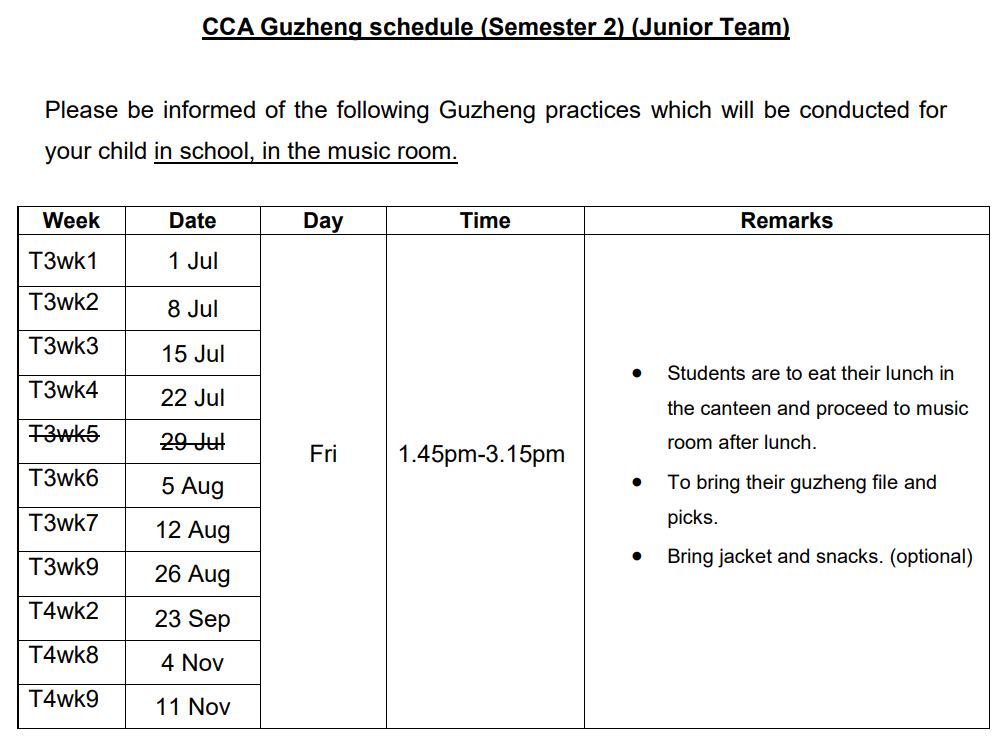 CCA Guzheng schedule (Semester 2) (Junior Team)
Please be informed of the following Guzheng practices which will be conducted for
your child in school, in the music room.
Week Date Day Time Remarks
T3wk1 1 Jul
T3wk2 8 Jul
T3wk3 15 Jul
T3wk4 22 Jul
T3wk5 29 Jul
T3wk6 5 Aug
T3wk7 12 Aug
T3wk9 26 Aug
T4wk2 23 Sep
T4wk8 4 Nov
T4wk9 11 Nov
Fri
1.45pm-3.15pm
● Students are to eat their lunch in
the canteen and proceed to music
room after lunch.
● To bring their guzheng file and
picks.
● Bring jacket and snacks. (optional)